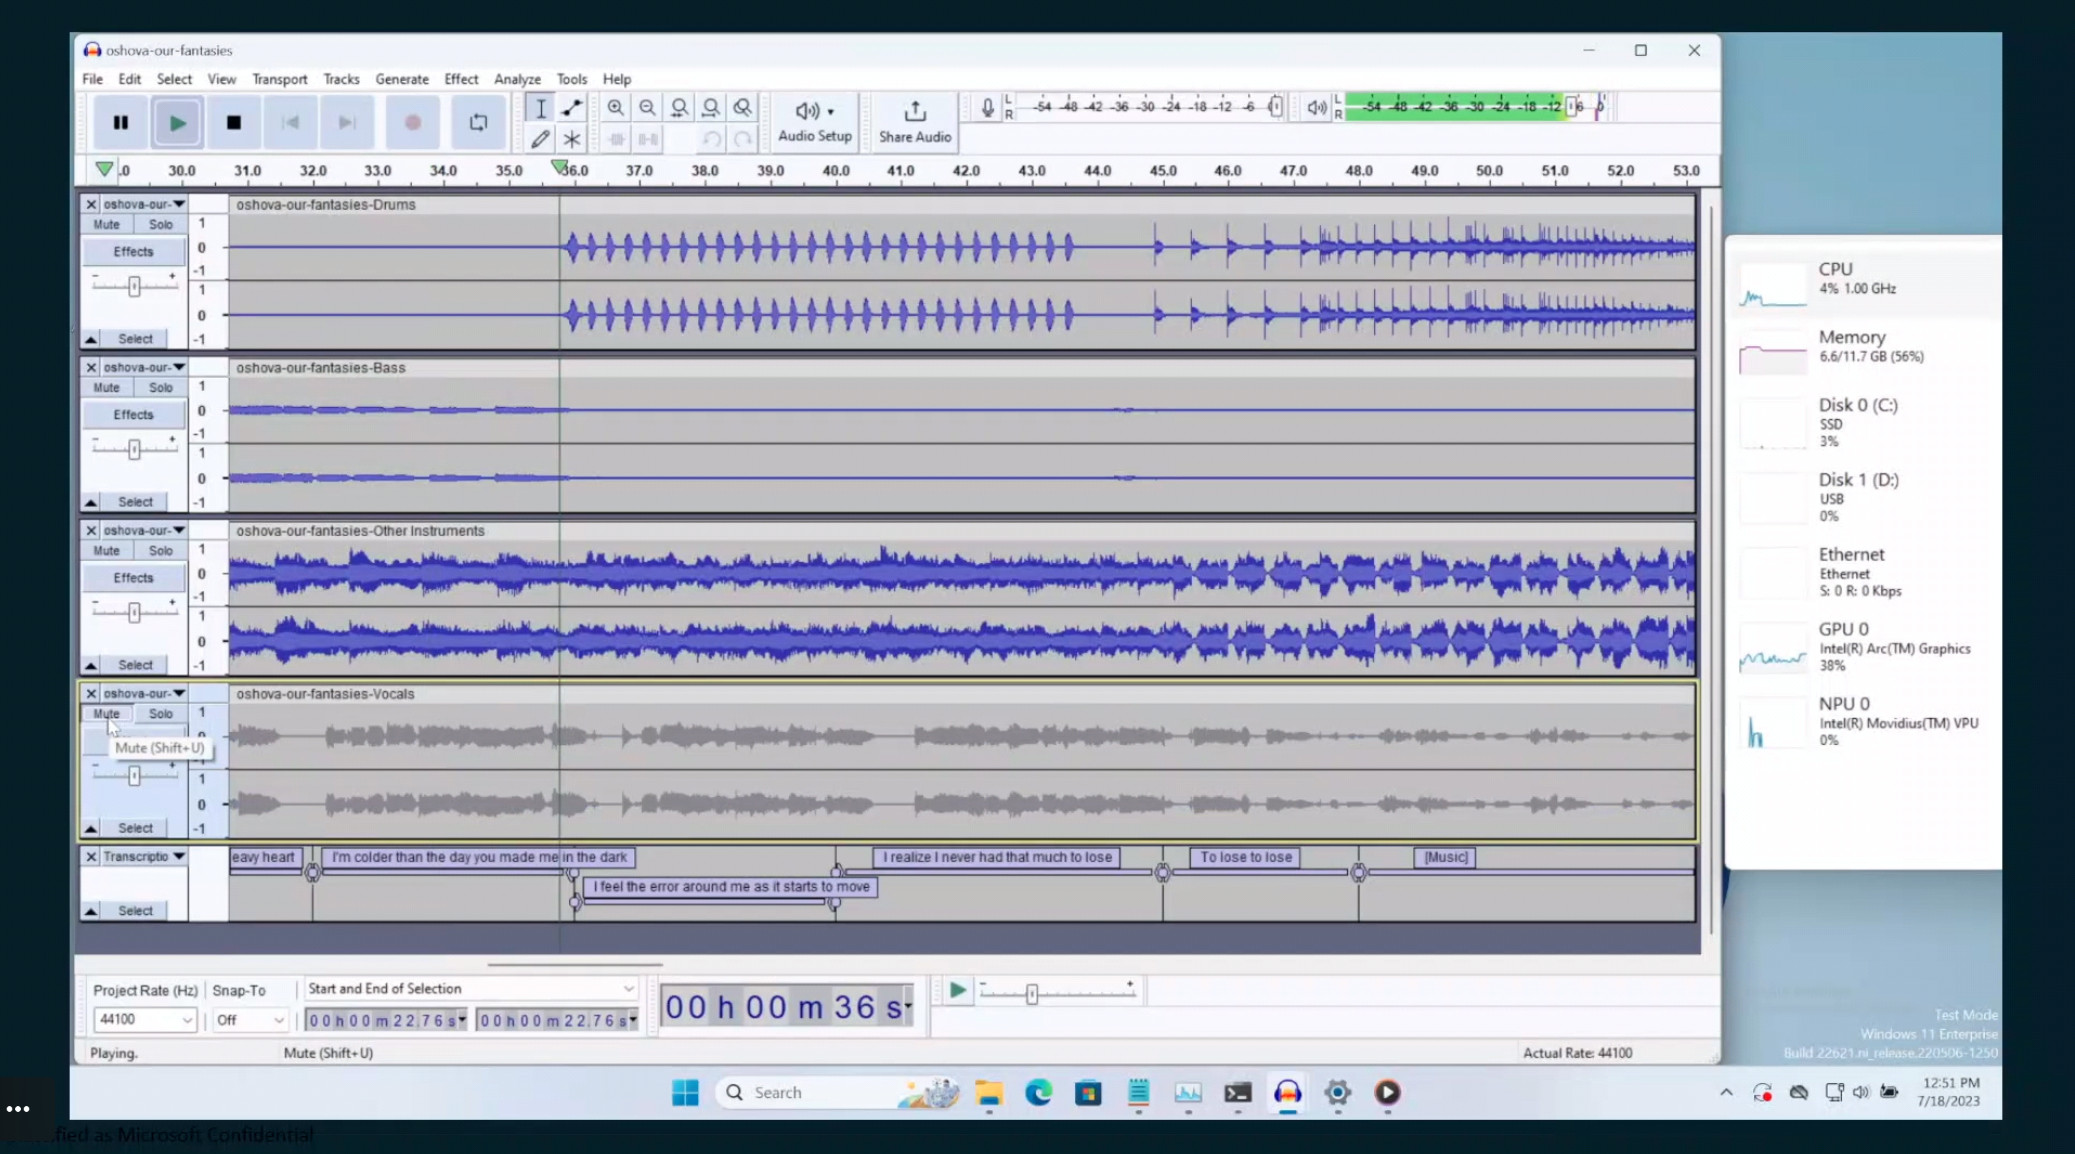 oshova-our-fantasies
File Edit Select View Transport Tracks Generate Effect Analyze Tools Help
Audio Setup
Share Audio
L
R
-54 -48 -42 -36 -30 -24 -18 -12 -6
L
R
-54 -48 -42 -36 -30 -24 -18 -12 -6 0
.0 30.0 31.0 32.0 33.0 34.0 35.0 36.0 37.0 38.0 39.0 40.0 41.0 42.0 43.0 44.0 45.0 46.0 47.0 48.0 49.0 50.0 51.0 52.0 53.0
oshova-our- oshova-our-fantasies-Drums
Mute Solo 1
Effects 0
- + -1
1
0
Select -1
oshova-our- oshova-our-fantasies-Bass
Mute Solo 1
Effects 0
- + -1
1
0
Select -1
oshova-our- oshova-our-fantasies-Other Instruments
Mute Solo 1
Effects 0
- + -1
1
0
Select -1
oshova-our- oshova-our-fantasies-Vocals
Mute Solo 1
Mute (Shift+U)
+
1
0
Select -1
Transcriptio eavy heart I'm colder than the day you made me in the dark I realize I never had that much to lose To lose to lose [Music]
I feel the error around me as it starts to move
Select
Project Rate (Hz) Snap-To Start and End of Selection
44100 Off 00 h 00 m 22.76 s 00 h 00 m 22.76 s
00 h 00 m 36 s
- +
Playing. Mute (Shift+U) Actual Rate: 44100
CPU
4% 1.00 GHz
Memory
6.6/11.7 GB (56%)
Disk 0 (C:)
SSD
3%
Disk 1 (D:)
USB
0%
Ethernet
Ethernet
S: 0 R: 0 Kbps
GPU 0
Intel(R) Arc(TM) Graphics
38%
NPU 0
Intel(R) Movidius(TM) VPU
0%
Test Mode
Windows 11 Enterprise
Build 22621.ni_release.220506-1250
Search
12:51 PM
7/18/2023
as Microsoft Confidential